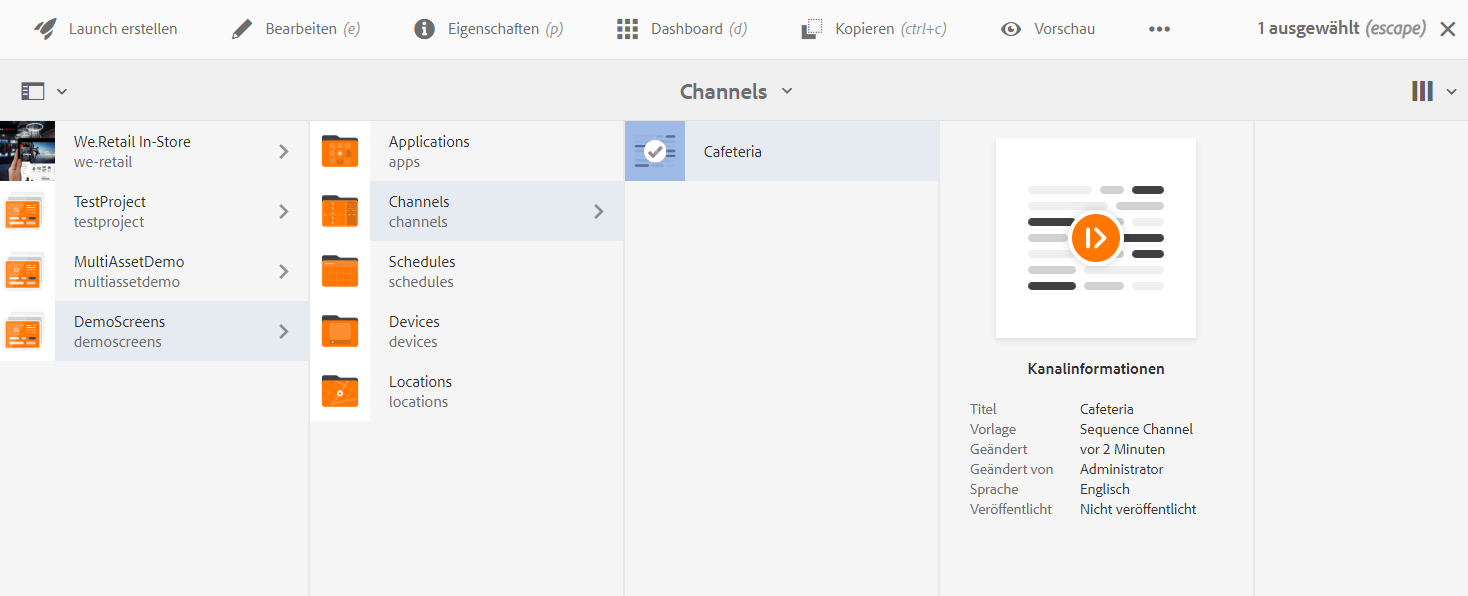 Launch erstellen Bearbeiten (e) Eigenschaften (p) Dashboard (d) Kopieren (ctrl+c) Vorschau 1 ausgewählt (escape)
Channels
We.Retail In-Store
we-retail
TestProject
testproject
MultiAssetDemo
multiassetdemo
DemoScreens
demoscreens
Applications
apps
Channels
channels
Schedules
schedules
Devices
devices
Locations
locations
Cafeteria
Kanalinformationen
Titel Cafeteria
Vorlage Sequence Channel
Geändert vor 2 Minuten
Geändert von Administrator
Sprache Englisch
Veröffentlicht Nicht veröffentlicht